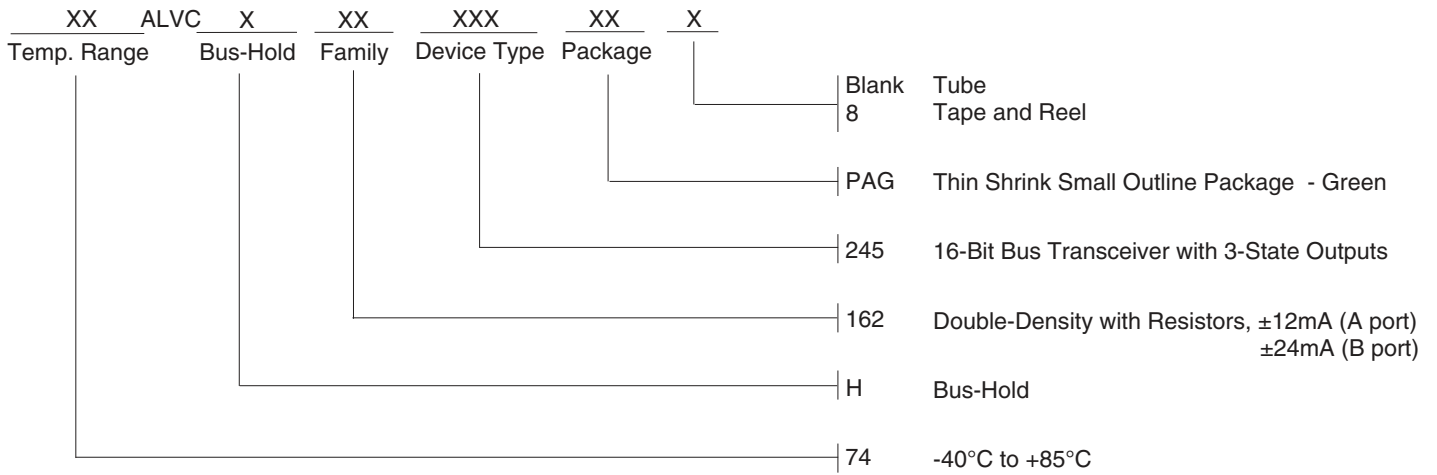 XX ALVC X XX XXX XX X
Temp. Range Bus-Hold Family Device Type Package
Blank Tube
8 Tape and Reel
PAG Thin Shrink Small Outline Package - Green
245 16-Bit Bus Transceiver with 3-State Outputs
162 Double-Density with Resistors, ±12mA (A port)
±24mA (B port)
H Bus-Hold
74 -40°C to +85°C